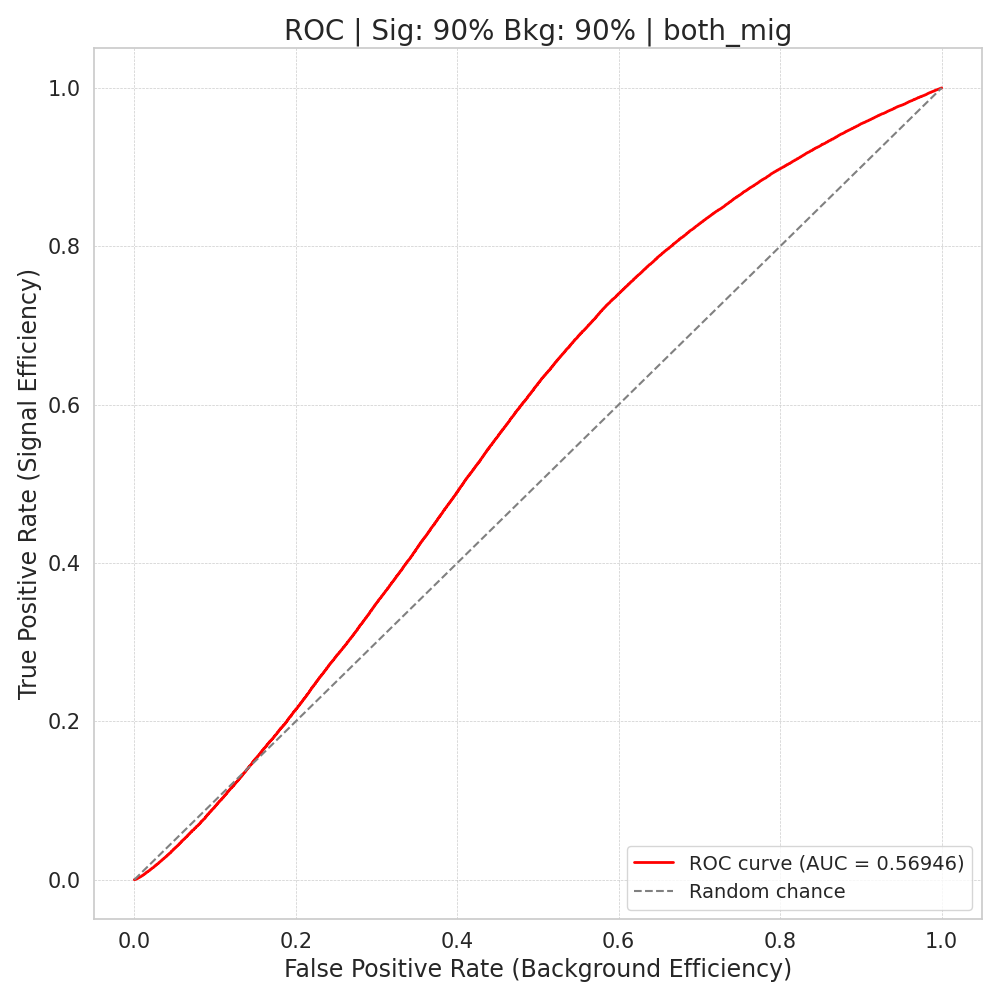 ROC | Sig: 90% Bkg: 90% | both_mig
True Positive Rate (Signal Efficiency)
1.0
0.8
0.6
0.4
0.2
0.0
ROC curve (AUC = 0.56946)
Random chance
0.0 0.2 0.4 0.6 0.8 1.0
False Positive Rate (Background Efficiency)